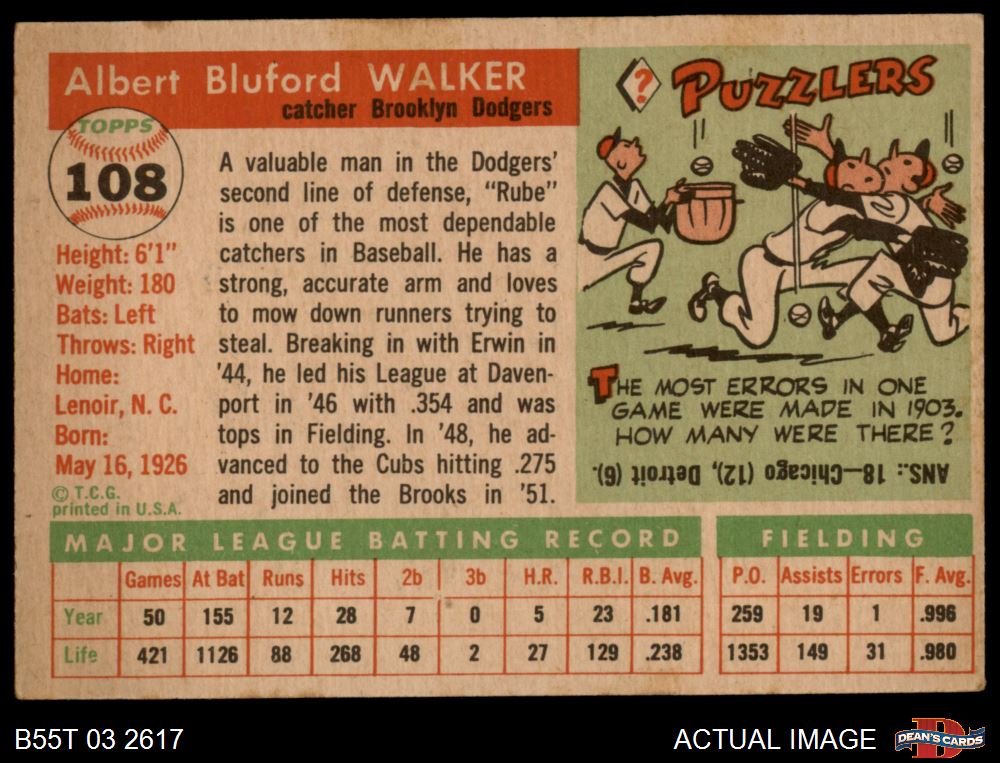 Albert Bluford WALKER
catcher Brooklyn Dodgers
TOPPS
108
Height: 6'1"
Weight: 180
Bats: Left
Throws: Right
Home:
Lenoir, N. C.
Born:
May 16, 1926
© T.C.G.
printed in U.S.A.
A valuable man in the Dodgers'
second line of defense, "Rube"
is one of the most dependable
catchers in Baseball. He has a
strong, accurate arm and loves
to mow down runners trying to
steal. Breaking in with Erwin in
'44, he led his League at Daven-
port in '46 with .354 and was
tops in Fielding. In '48, he ad-
vanced to the Cubs hitting .275
and joined the Brooks in '51.
? PUZZLERS
THE MOST ERRORS IN ONE
GAME WERE MADE IN 1903.
HOW MANY WERE THERE?
ANS.: 18—Chicago (12), Detroit (6).
MAJOR LEAGUE BATTING RECORD FIELDING
Games At Bat Runs Hits 2b 3b H.R. R.B.I. B. Avg. P.O. Assists Errors F. Avg.
Year 50 155 12 28 7 0 5 23 .181 259 19 1 .996
Life 421 1126 88 268 48 2 27 129 .238 1353 149 31 .980
B55T 03 2617
ACTUAL IMAGE
DEAN'S CARDS